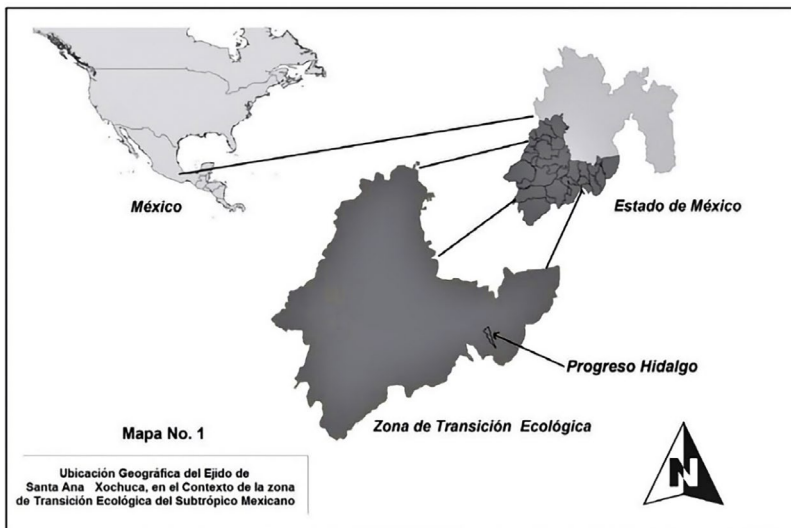 México
Estado de México
Progreso Hidalgo
Zona de Transición Ecológica
Mapa No. 1
Ubicación Geográfica del Ejido de
Santa Ana Xochuca, en el Contexto de la zona
de Transición Ecológica del Subtrópico Mexicano
N